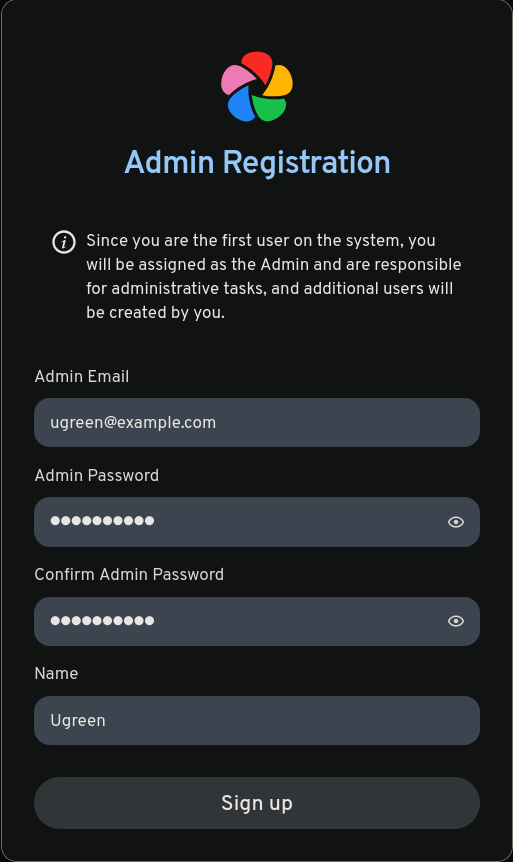 Admin Registration
Since you are the first user on the system, you
will be assigned as the Admin and are responsible
for administrative tasks, and additional users will
be created by you.
Admin Email
ugreen@example.com
Admin Password
●●●●●●●●●●
Confirm Admin Password
●●●●●●●●●●
Name
Ugreen
Sign up